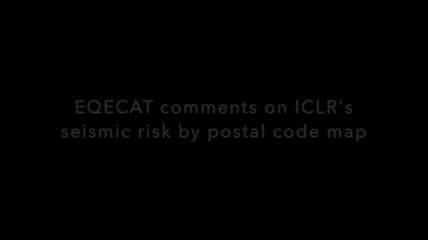 EQECAT comments on ICLR's
seismic risk by postal code map